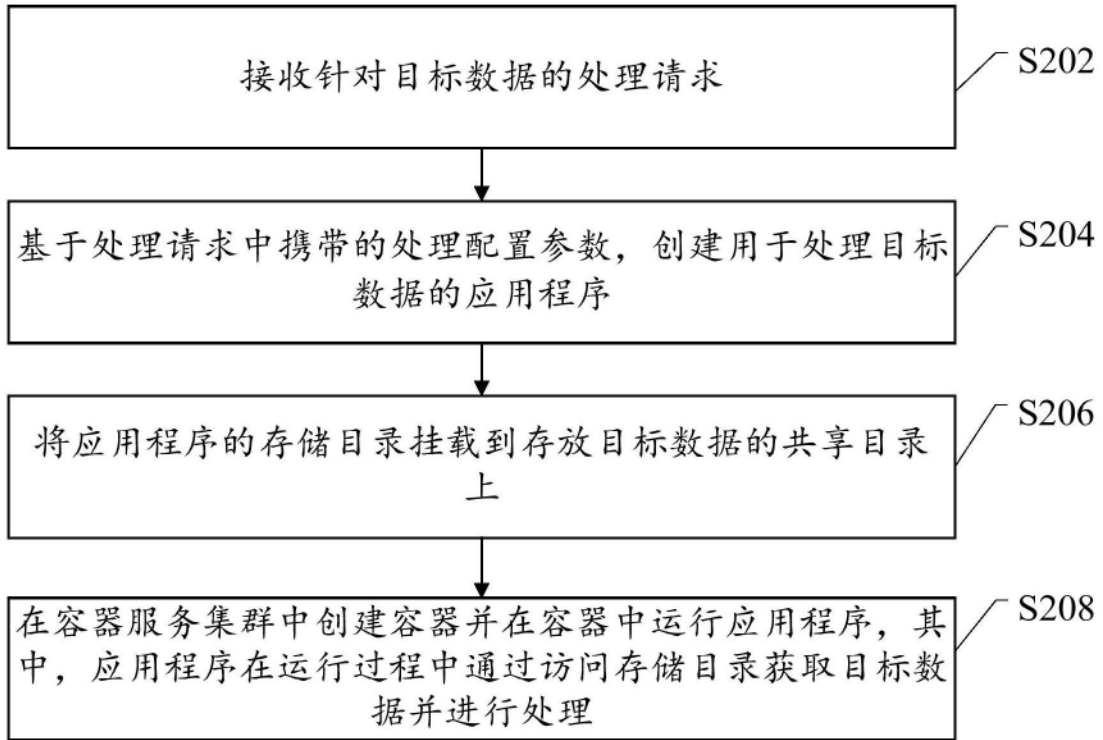 接收针对目标数据的处理请求
S202
基于处理请求中携带的处理配置参数，创建用于处理目标
数据的应用程序
S204
将应用程序的存储目录挂载到存放目标数据的共享目录
上
S206
在容器服务集群中创建容器并在容器中运行应用程序，其
中，应用程序在运行过程中通过访问存储目录获取目标数
据并进行处理
S208